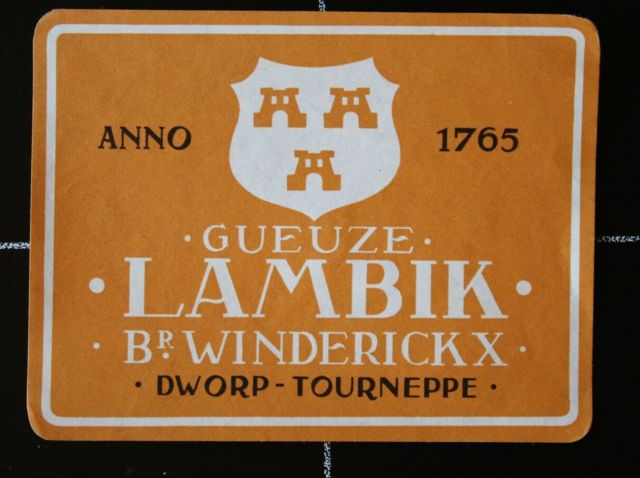 ANNO 1765
· GUEUZE ·
· LAMBIK ·
· BR. WINDERICKX ·
· DWORP - TOURNEPPE ·